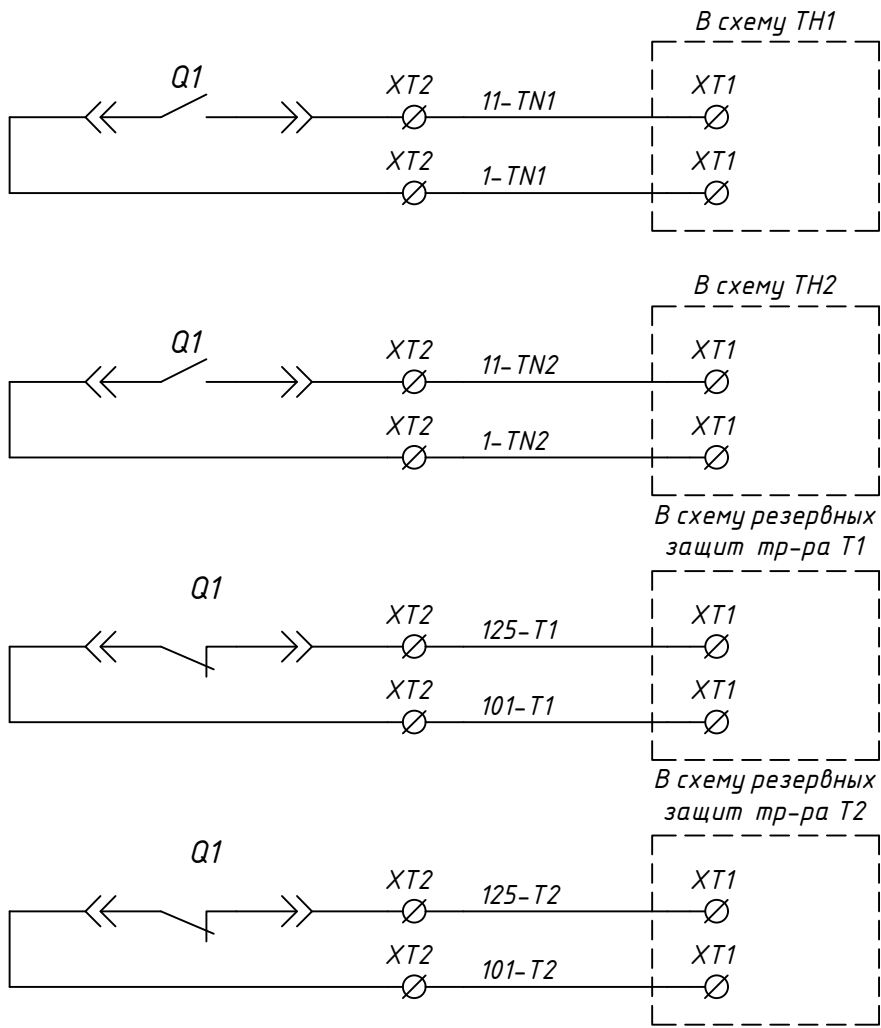 В схему ТН1
Q1
XT2
11-TN1
XT1
XT2
1-TN1
XT1
В схему ТН2
Q1
XT2
11-TN2
XT1
XT2
1-TN2
XT1
В схему резервных
защит тр-ра Т1
Q1
XT2
125-T1
XT1
XT2
101-T1
XT1
В схему резервных
защит тр-ра Т2
Q1
XT2
125-T2
XT1
XT2
101-T2
XT1